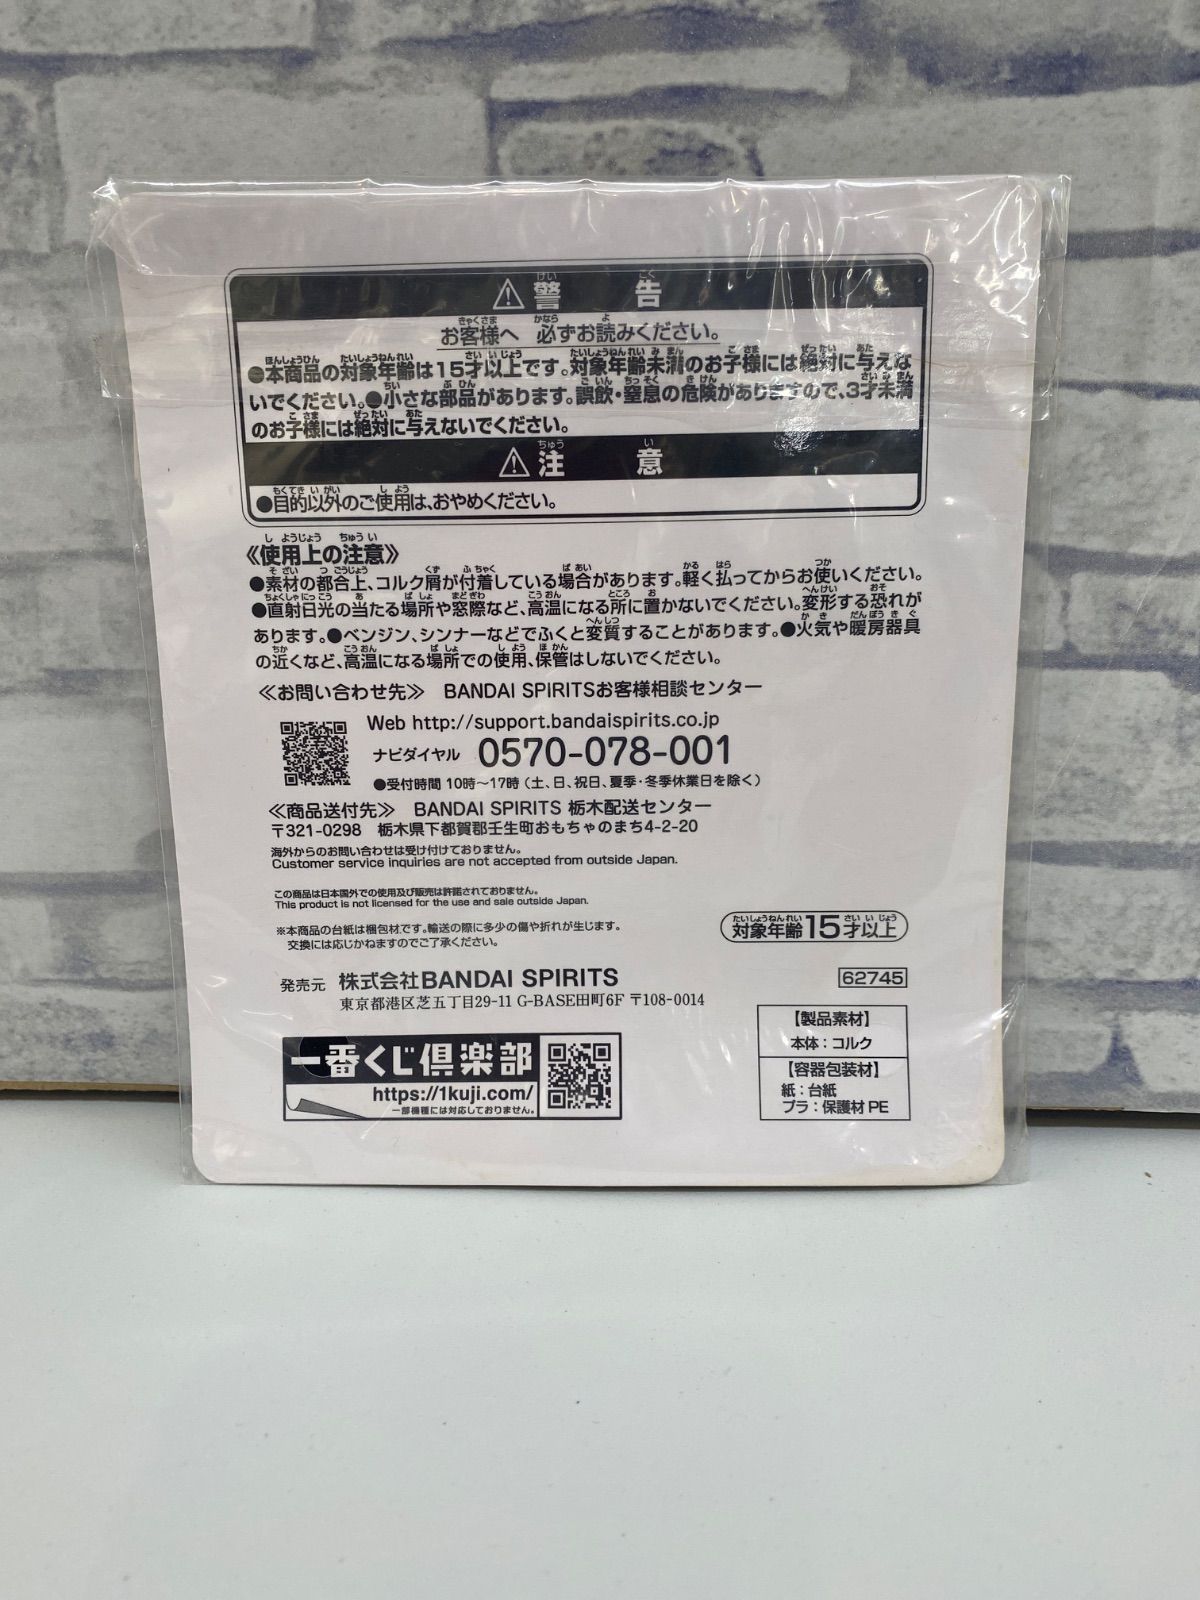 ⚠警告
お客様へ 必ずお読みください。
●本商品の対象年齢は15才以上です。対象年齢未満のお子様には絶対に与えな
いでください。●小さな部品があります。誤飲・窒息の危険がありますので、3才未満
のお子様には絶対に与えないでください。
⚠注意
●目的以外のご使用は、おやめください。
《使用上の注意》
●素材の都合上、コルク屑が付着している場合があります。軽く払ってからお使いください。
●直射日光の当たる場所や窓際など、高温になる所に置かないでください。変形する恐れが
あります。●ベンジン、シンナーなどでふくと変質することがあります。●火気や暖房器具
の近くなど、高温になる場所での使用、保管はしないでください。
≪お問い合わせ先≫ BANDAI SPIRITSお客様相談センター
Web http://support.bandaispirits.co.jp
ナビダイヤル 0570-078-001
●受付時間 10時～17時（土、日、祝日、夏季・冬季休業日を除く）
≪商品送付先≫ BANDAI SPIRITS 栃木配送センター
〒321-0298 栃木県下都賀郡壬生町おもちゃのまち4-2-20
海外からのお問い合わせは受け付けておりません。
Customer service inquiries are not accepted from outside Japan.
この商品は日本国外での使用及び販売は許諾されておりません。
This product is not licensed for the use and sale outside Japan.
※本商品の台紙は梱包材です。輸送の際に多少の傷や折れが生じます。
交換には応じかねますのでご了承ください。
対象年齢15才以上
発売元 株式会社BANDAI SPIRITS
東京都港区芝五丁目29-11 G-BASE田町6F 〒108-0014
62745
一番くじ倶楽部
https://1kuji.com/
一部機種には対応しておりません。
【製品素材】
本体：コルク
【容器包装材】
紙：台紙
プラ：保護材 PE